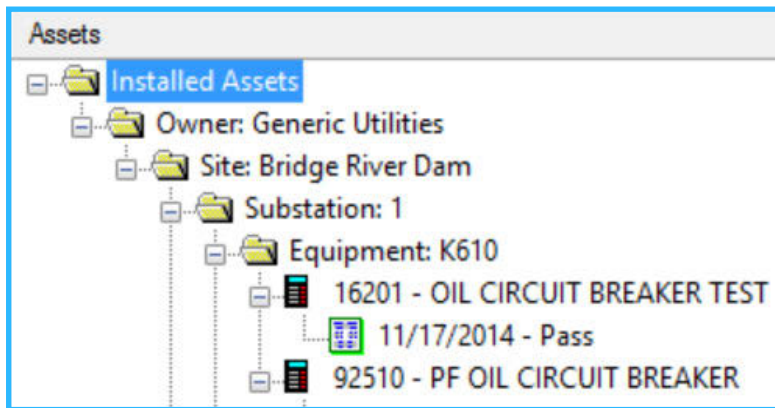 Assets
Installed Assets
Owner: Generic Utilities
Site: Bridge River Dam
Substation: 1
Equipment: K610
16201 - OIL CIRCUIT BREAKER TEST
11/17/2014 - Pass
92510 - PF OIL CIRCUIT BREAKER